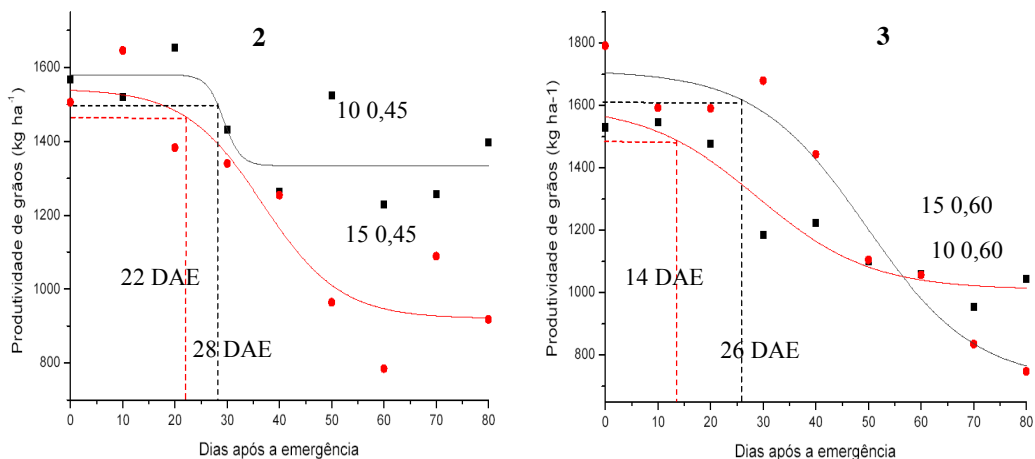 2
Produtividade de grãos (kg ha⁻¹)
1600
1400
1200
1000
800
10 0,45
15 0,45
22 DAE
28 DAE
0 10 20 30 40 50 60 70 80
Dias após a emergência
3
Produtividade de grãos (kg ha-1)
1800
1600
1400
1200
1000
800
15 0,60
10 0,60
14 DAE
26 DAE
0 10 20 30 40 50 60 70 80
Dias após a emergência